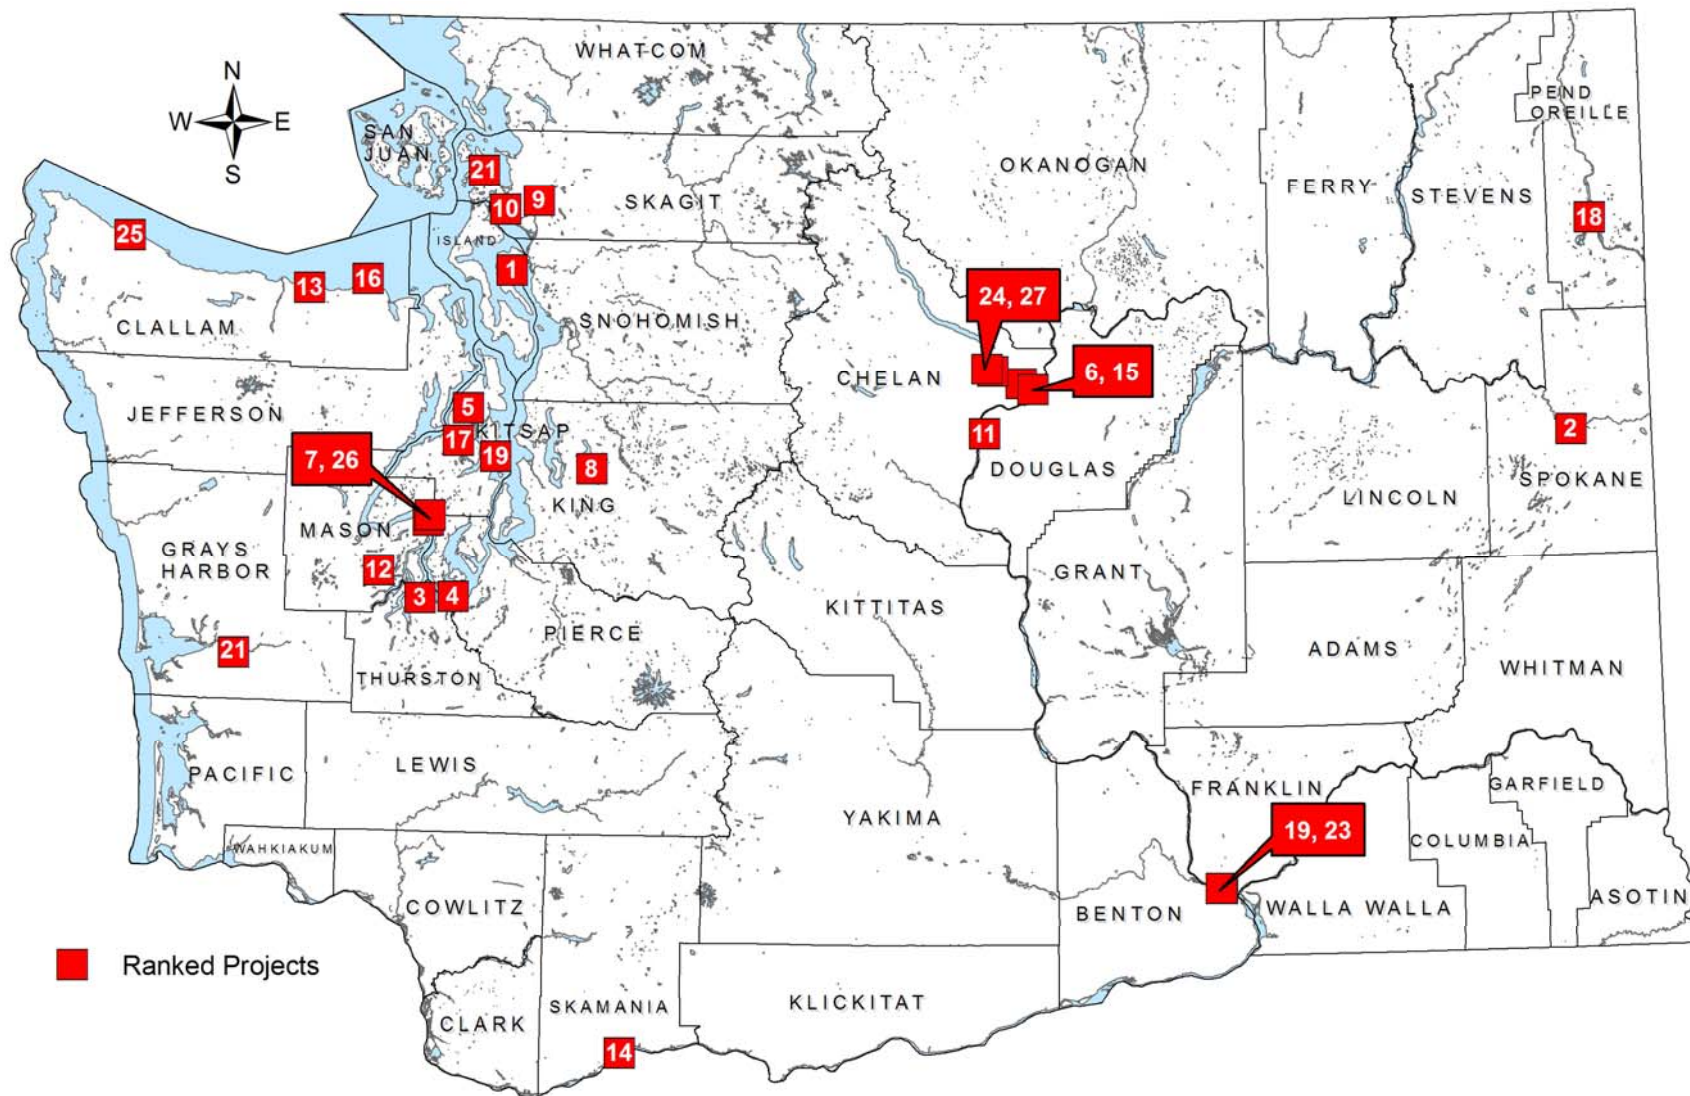 WHATCOM
N
W E
S
SAN
JUAN
PEND
OREILLE
OKANOGAN
FERRY
STEVENS
21
SKAGIT
9
10
18
25
ISLAND
1
16
13
24, 27
SNOHOMISH
CLALLAM
CHELAN
6, 15
JEFFERSON
5
KITSAP
17
11
2
7, 26
19
8
DOUGLAS
SPOKANE
LINCOLN
KING
MASON
GRAYS
HARBOR
12
GRANT
3
4
KITTITAS
PIERCE
21
ADAMS
WHITMAN
THURSTON
PACIFIC
LEWIS
FRANKLIN
GARFIELD
YAKIMA
19, 23
COLUMBIA
WAHKIAKUM
COWLITZ
BENTON
WALLA WALLA
ASOTIN
Ranked Projects
SKAMANIA
KLICKITAT
CLARK
14